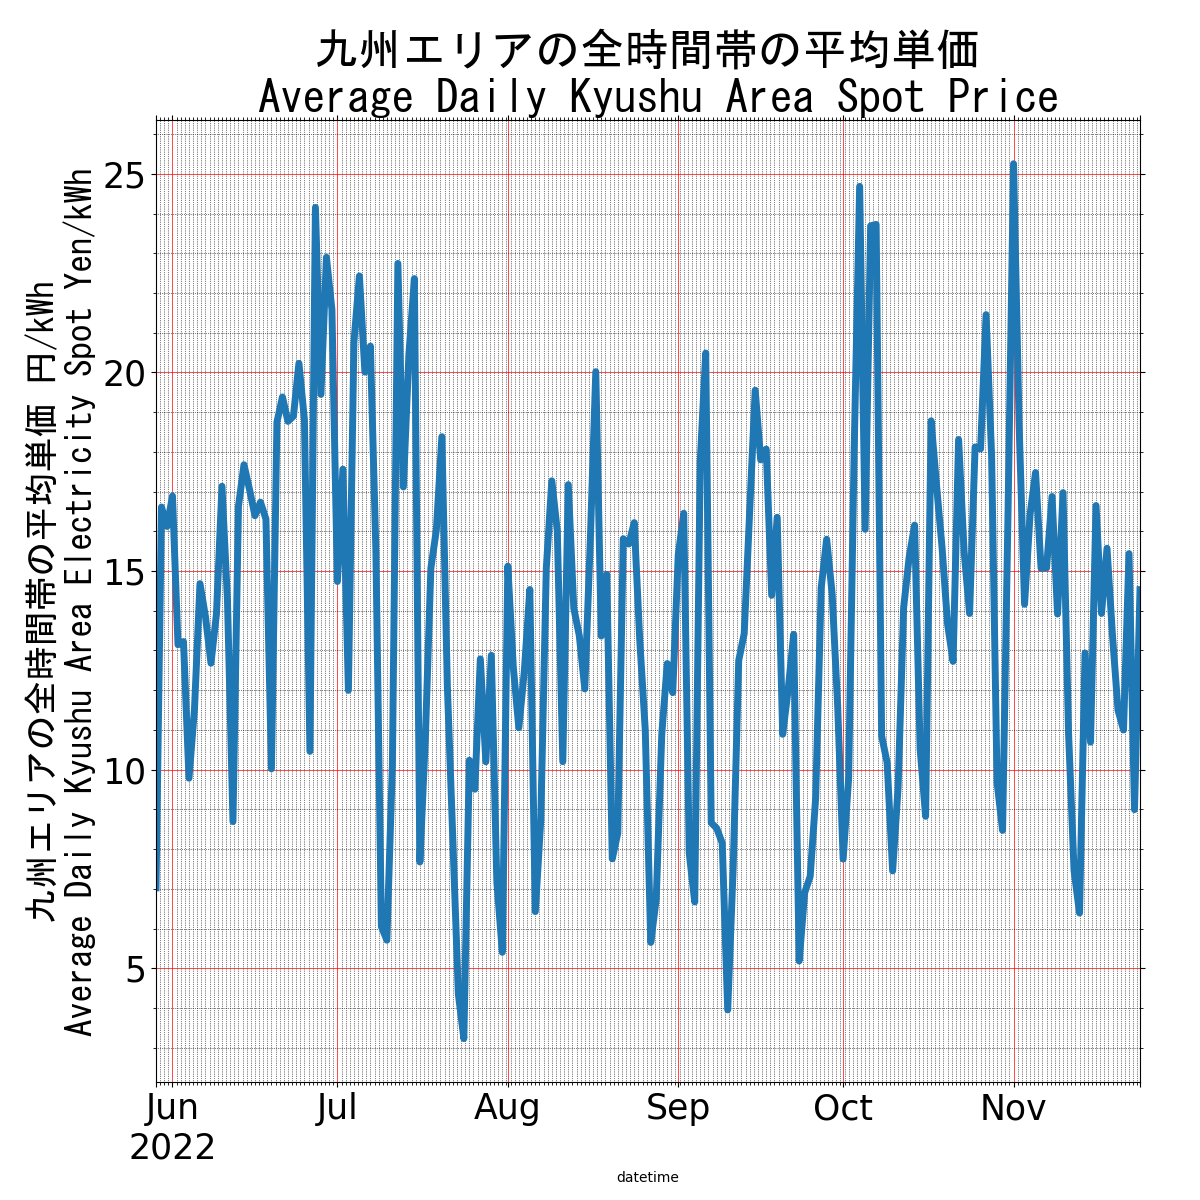 九州エリアの全時間帯の平均単価
Average Daily Kyushu Area Spot Price
九州エリアの全時間帯の平均単価 円/kWh
Average Daily Kyushu Area Electricity Spot Yen/kWh
25
20
15
10
5
Jun Jul Aug Sep Oct Nov
2022
datetime